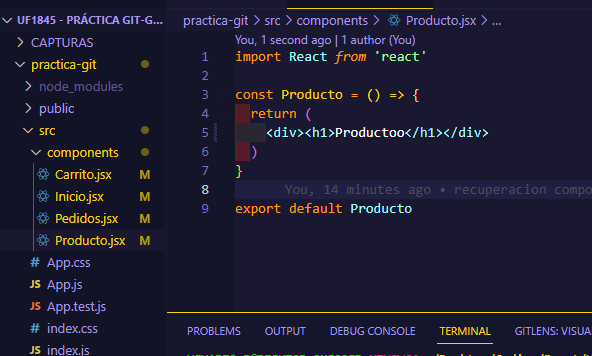 UF1845 - PRÁCTICA GIT-G...
CAPTURAS
practica-git
node_modules
public
src
components
Carrito.jsx M
Inicio.jsx M
Pedidos.jsx M
Producto.jsx M
App.css
App.js
App.test.js
index.css
index.js
practica-git > src > components > Producto.jsx > ...
You, 1 second ago | 1 author (You)
1 import React from 'react'
2
3 const Producto = () => {
4 return (
5 <div><h1>Productoo</h1></div>
6 )
7 }
8 You, 14 minutes ago • recuperacion compo
9 export default Producto
PROBLEMS OUTPUT DEBUG CONSOLE TERMINAL GITLENS: VISUA